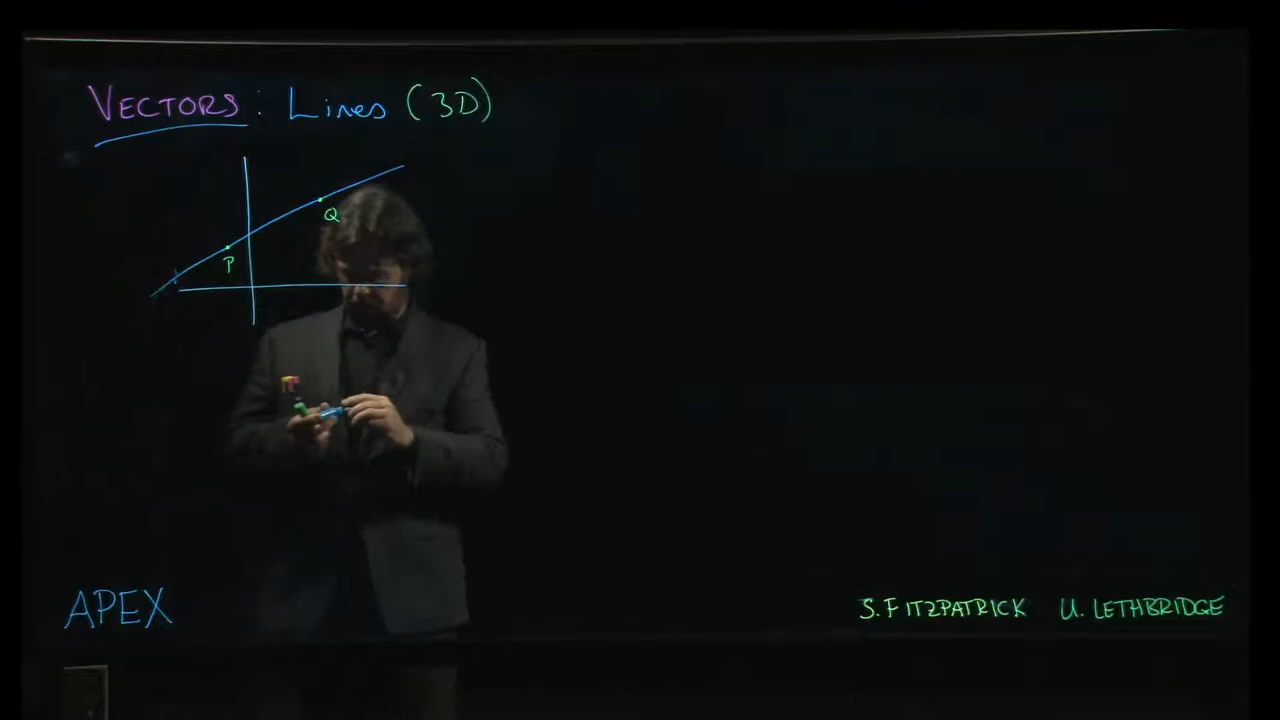 VECTORS: Lines (3D)
Q
P
APEX
S. FITZPATRICK U. LETHBRIDGE